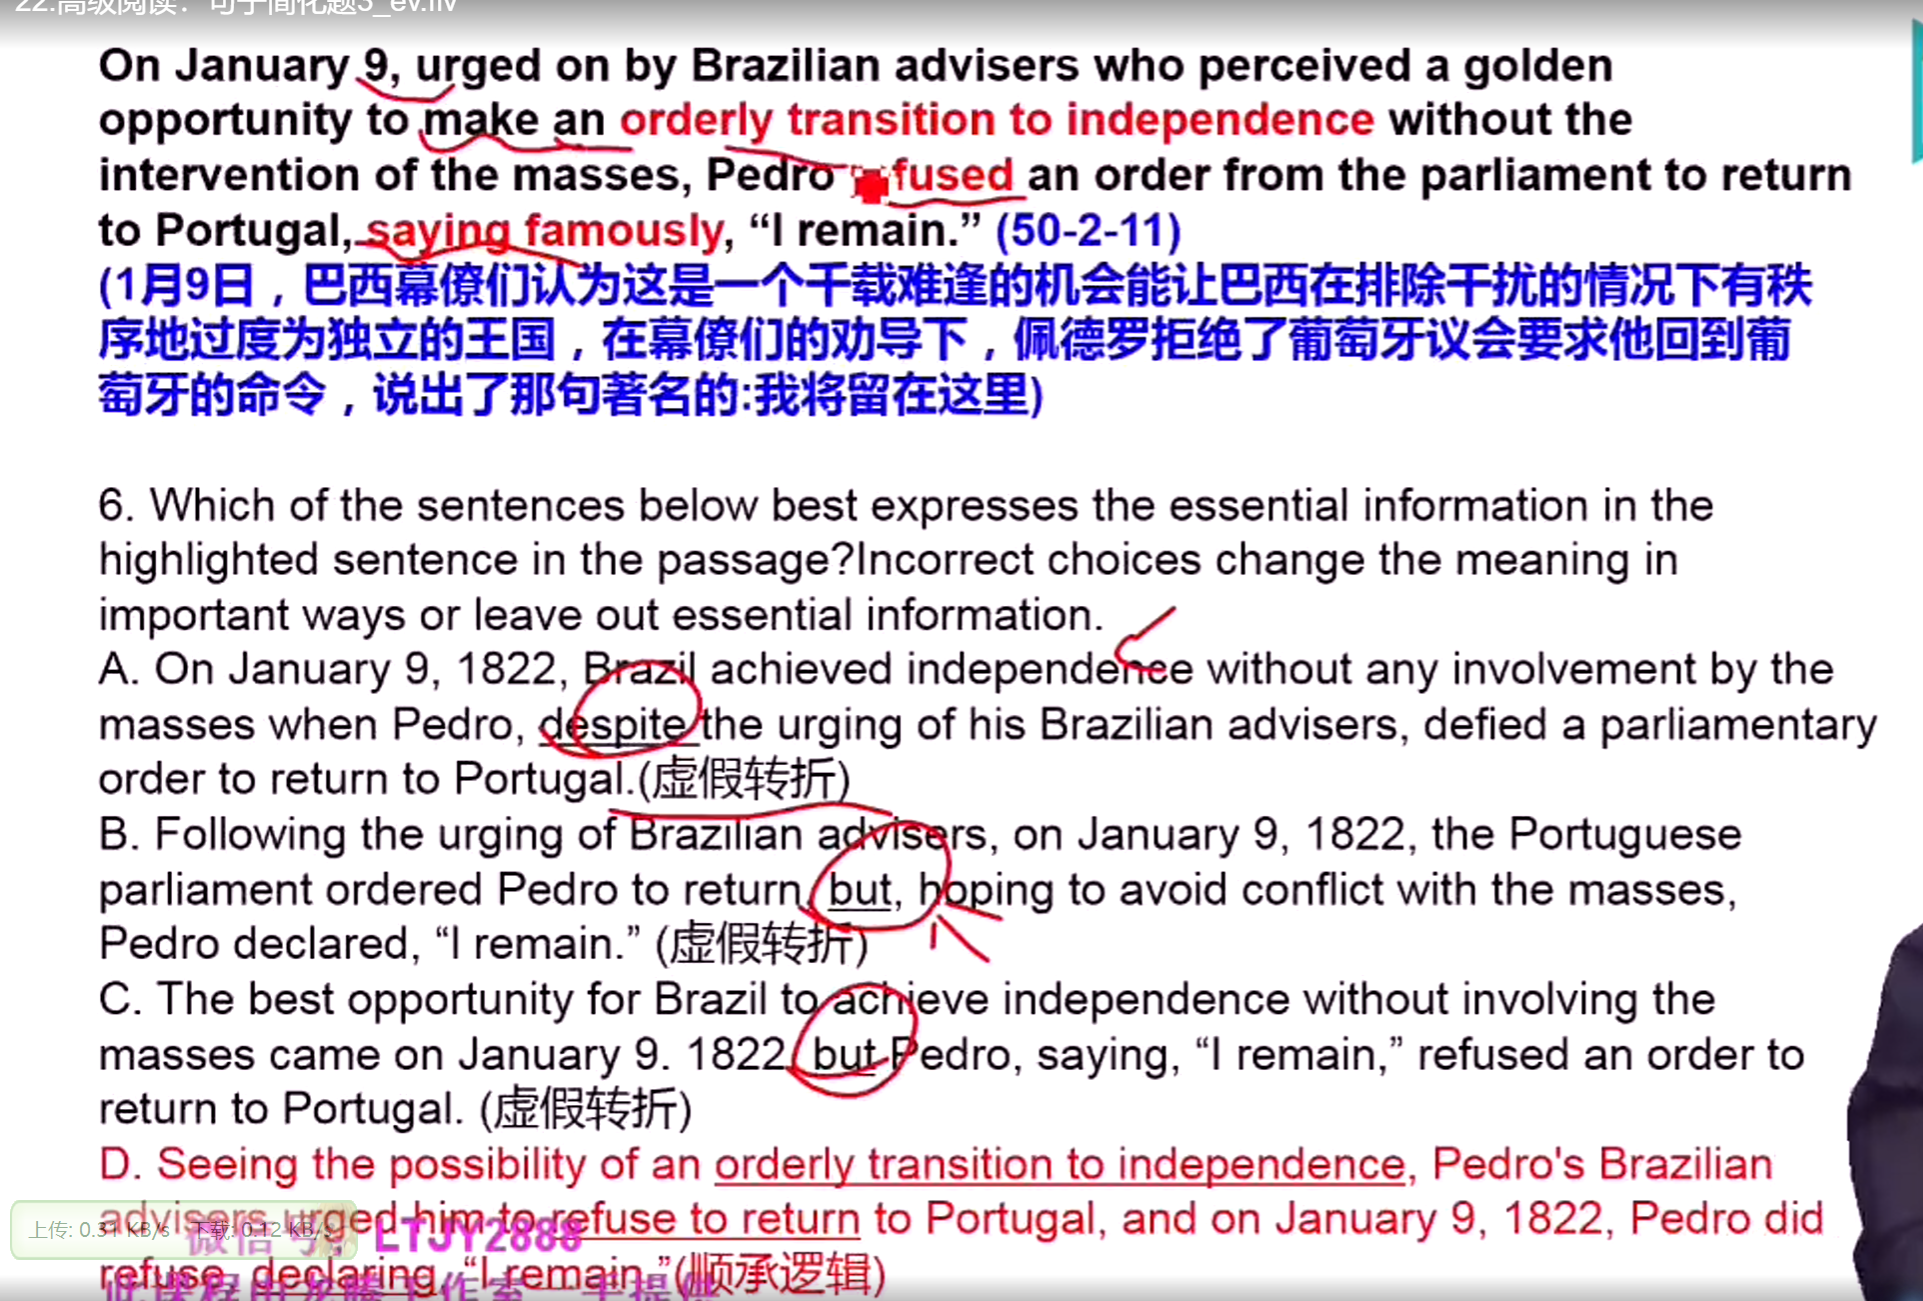 22.高级阅读：句子简化题3_ev.flv
On January 9, urged on by Brazilian advisers who perceived a golden
opportunity to make an orderly transition to independence without the
intervention of the masses, Pedro refused an order from the parliament to return
to Portugal, saying famously, “I remain.” (50-2-11)
(1月9日，巴西幕僚们认为这是一个千载难逢的机会能让巴西在排除干扰的情况下有秩
序地过度为独立的王国，在幕僚们的劝导下，佩德罗拒绝了葡萄牙议会要求他回到葡
萄牙的命令，说出了那句著名的:我将留在这里)
6. Which of the sentences below best expresses the essential information in the
highlighted sentence in the passage?Incorrect choices change the meaning in
important ways or leave out essential information.
A. On January 9, 1822, Brazil achieved independence without any involvement by the
masses when Pedro, despite the urging of his Brazilian advisers, defied a parliamentary
order to return to Portugal.(虚假转折)
B. Following the urging of Brazilian advisers, on January 9, 1822, the Portuguese
parliament ordered Pedro to return, but, hoping to avoid conflict with the masses,
Pedro declared, “I remain.” (虚假转折)
C. The best opportunity for Brazil to achieve independence without involving the
masses came on January 9. 1822, but Pedro, saying, “I remain,” refused an order to
return to Portugal. (虚假转折)
D. Seeing the possibility of an orderly transition to independence, Pedro's Brazilian
advisers urged him to refuse to return to Portugal, and on January 9, 1822, Pedro did
上传: 0.31 KB/s 下载: 0.12 KB/s
微信 LTJY2888
refuse, declaring, “I remain.”(顺承逻辑)